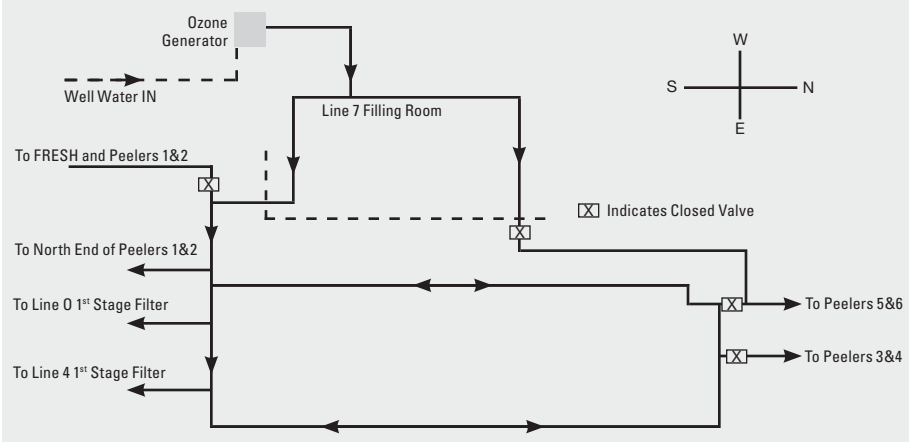 Ozone
Generator
W
S
N
E
Well Water IN
Line 7 Filling Room
To FRESH and Peelers 1&2
X
X Indicates Closed Valve
X
To North End of Peelers 1&2
To Line O 1st Stage Filter
X
To Peelers 5&6
X
To Peelers 3&4
To Line 4 1st Stage Filter